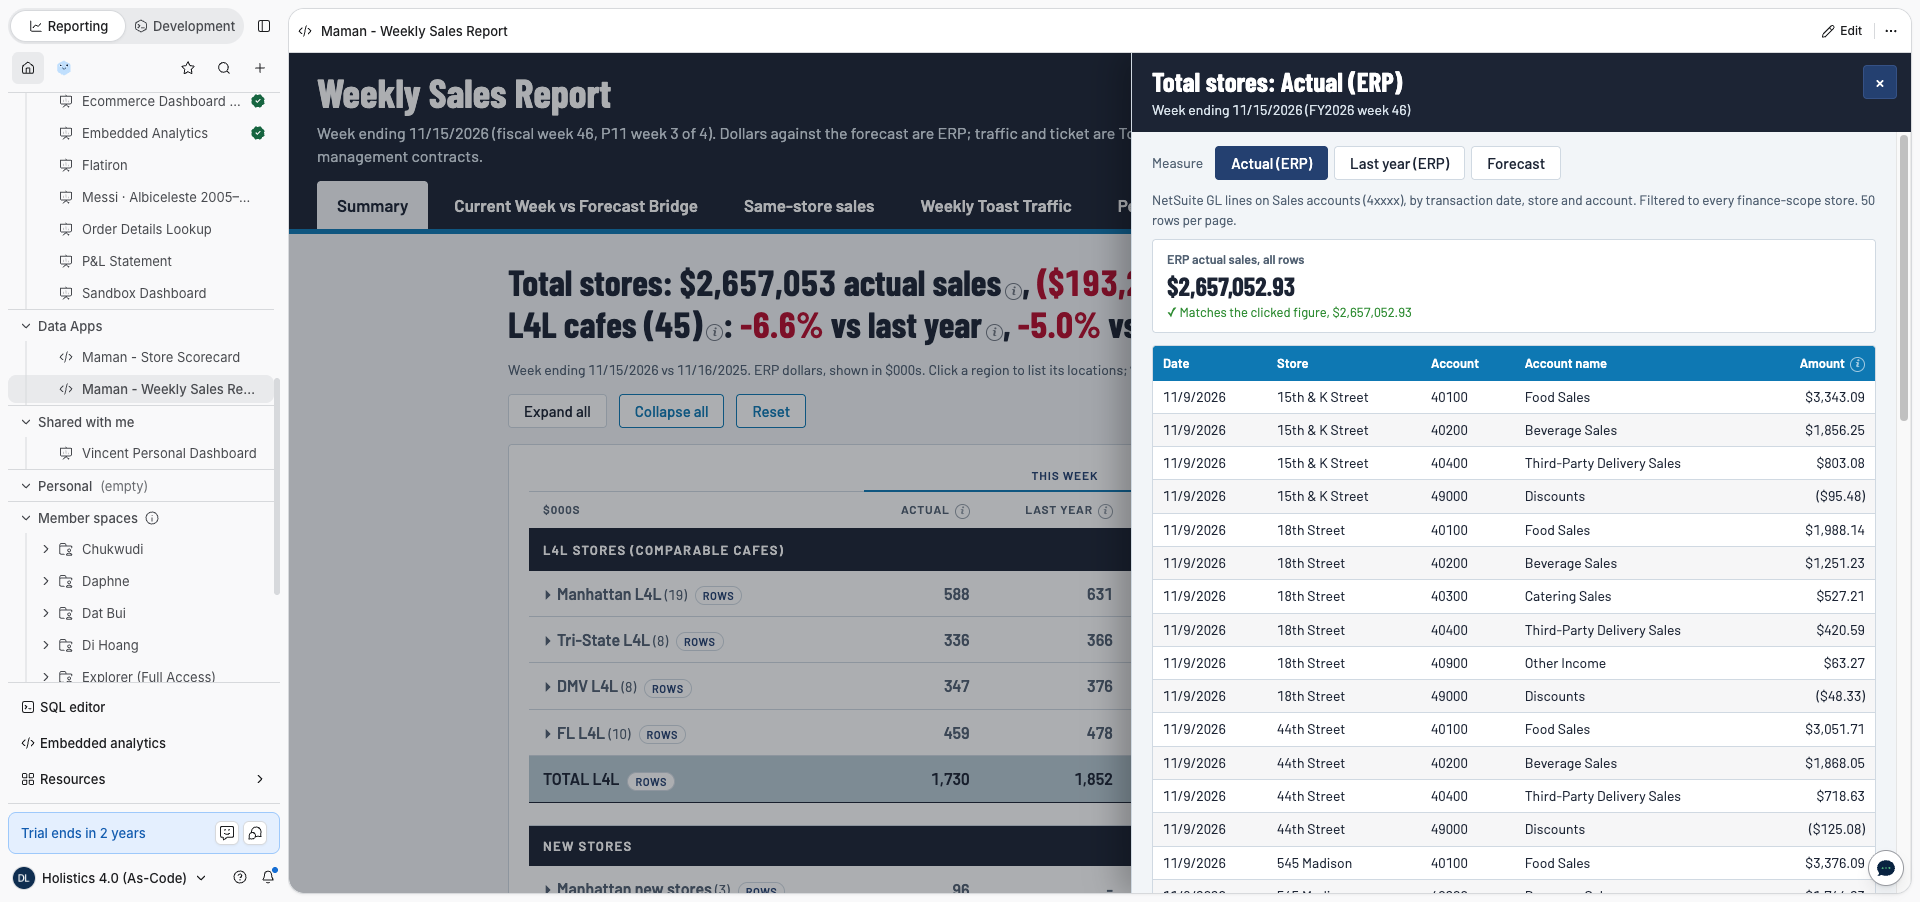 Reporting
Development
Ecommerce Dashboard ...
Embedded Analytics
Flatiron
Messi · Albiceleste 2005–...
Order Details Lookup
P&L Statement
Sandbox Dashboard
Data Apps
Maman - Store Scorecard
Maman - Weekly Sales Re...
Shared with me
Vincent Personal Dashboard
Personal (empty)
Member spaces
Chukwudi
Daphne
Dat Bui
Di Hoang
Explorer (Full Access)
SQL editor
Embedded analytics
Resources
Trial ends in 2 years
DL Holistics 4.0 (As-Code)
Maman - Weekly Sales Report
Edit
Weekly Sales Report
Week ending 11/15/2026 (fiscal week 46, P11 week 3 of 4). Dollars against the forecast are ERP; traffic and ticket are To
management contracts.
Summary
Current Week vs Forecast Bridge
Same-store sales
Weekly Toast Traffic
Total stores: $2,657,053 actual sales, ($193,2
L4L cafes (45): -6.6% vs last year, -5.0% vs
Week ending 11/15/2026 vs 11/16/2025. ERP dollars, shown in $000s. Click a region to list its locations;
Expand all
Collapse all
Reset
THIS WEEK
$000S ACTUAL LAST YEAR
L4L STORES (COMPARABLE CAFES)
Manhattan L4L (19) ROWS 588 631
Tri-State L4L (8) ROWS 336 366
DMV L4L (8) ROWS 347 376
FL L4L (10) ROWS 459 478
TOTAL L4L ROWS 1,730 1,852
NEW STORES
Manhattan new stores (3) ROWS 96 -
Total stores: Actual (ERP)
Week ending 11/15/2026 (FY2026 week 46)
×
Measure
Actual (ERP)
Last year (ERP)
Forecast
NetSuite GL lines on Sales accounts (4xxxx), by transaction date, store and account. Filtered to every finance-scope store. 50
rows per page.
ERP actual sales, all rows
$2,657,052.93
✓ Matches the clicked figure, $2,657,052.93
Date Store Account Account name Amount
11/9/2026 15th & K Street 40100 Food Sales $3,343.09
11/9/2026 15th & K Street 40200 Beverage Sales $1,856.25
11/9/2026 15th & K Street 40400 Third-Party Delivery Sales $803.08
11/9/2026 15th & K Street 49000 Discounts ($95.48)
11/9/2026 18th Street 40100 Food Sales $1,988.14
11/9/2026 18th Street 40200 Beverage Sales $1,251.23
11/9/2026 18th Street 40300 Catering Sales $527.21
11/9/2026 18th Street 40400 Third-Party Delivery Sales $420.59
11/9/2026 18th Street 40900 Other Income $63.27
11/9/2026 18th Street 49000 Discounts ($48.33)
11/9/2026 44th Street 40100 Food Sales $3,051.71
11/9/2026 44th Street 40200 Beverage Sales $1,868.05
11/9/2026 44th Street 40400 Third-Party Delivery Sales $718.63
11/9/2026 44th Street 49000 Discounts ($125.08)
11/9/2026 545 Madison 40100 Food Sales $3,376.09